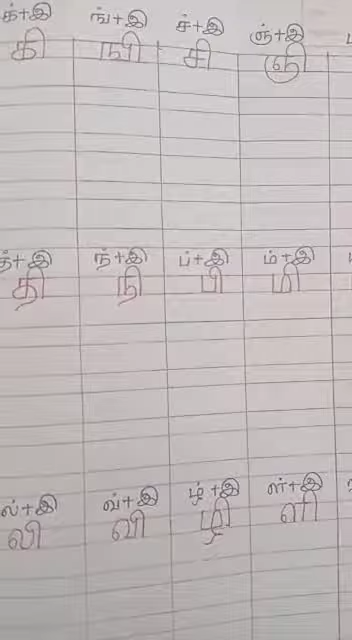 க்+இ ங்+இ ச்+இ ஞ்+இ
கி ஙி சி ஞி
த்+இ ந்+இ ப்+இ ம்+இ
தி நி பி மி
ல்+இ வ்+இ ழ்+இ ள்+இ
லி வி ழி ளி